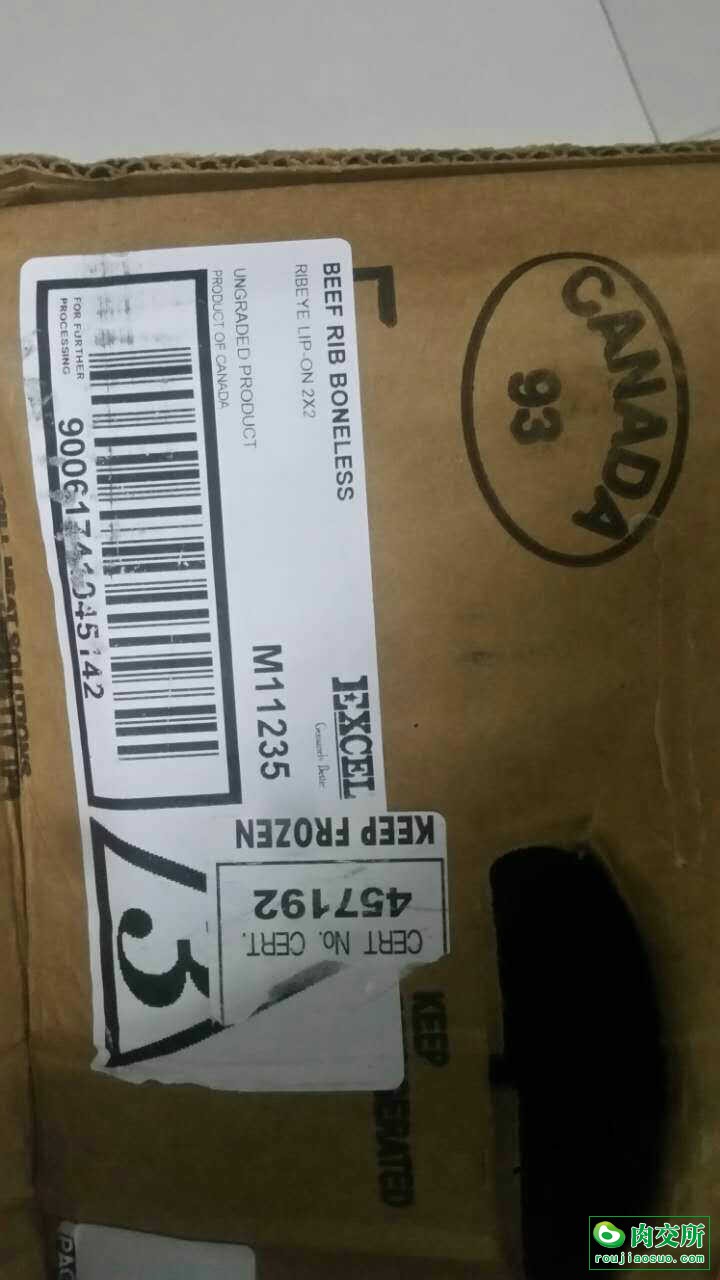 BEEF RIB BONELESS
RIBEYE LIP-ON 2X2
UNGRADED PRODUCT
PRODUCT OF CANADA
FOR FURTHER
PROCESSING
M11235
EXCEL
3
KEEP FROZEN
457192
CERT No. CERT.
CANADA
93
KEEP
肉交所
roujiaosuo.com